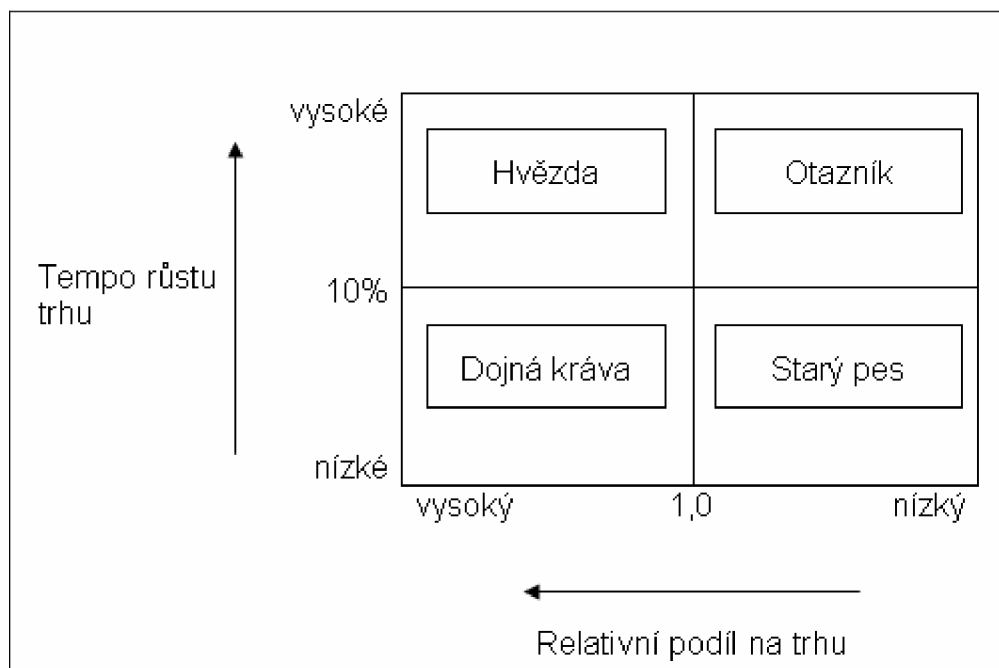 vysoké
Hvězda
Otazník
Tempo růstu
trhu
10%
Dojná kráva
Starý pes
nízké
vysoký
1,0
nízký
Relativní podíl na trhu